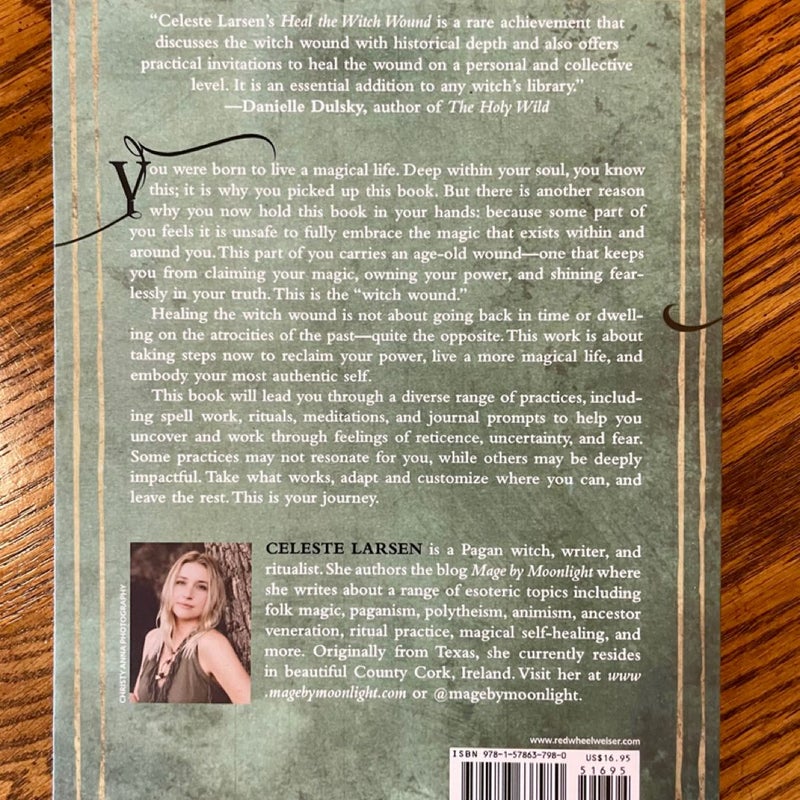 “Celeste Larsen’s Heal the Witch Wound is a rare achievement that
discusses the witch wound with historical depth and also offers
practical invitations to heal the wound on a personal and collective
level. It is an essential addition to any witch’s library.”
—Danielle Dulsky, author of The Holy Wild
You were born to live a magical life. Deep within your soul, you know
this; it is why you picked up this book. But there is another reason
why you now hold this book in your hands: because some part of
you feels it is unsafe to fully embrace the magic that exists within and
around you. This part of you carries an age-old wound—one that keeps
you from claiming your magic, owning your power, and shining fear-
lessly in your truth. This is the “witch wound.”
Healing the witch wound is not about going back in time or dwell-
ing on the atrocities of the past—quite the opposite. This work is about
taking steps now to reclaim your power, live a more magical life, and
embody your most authentic self.
This book will lead you through a diverse range of practices, includ-
ing spell work, rituals, meditations, and journal prompts to help you
uncover and work through feelings of reticence, uncertainty, and fear.
Some practices may not resonate for you, while others may be deeply
impactful. Take what works, adapt and customize where you can, and
leave the rest. This is your journey.
CELESTE LARSEN is a Pagan witch, writer, and
ritualist. She authors the blog Mage by Moonlight where
she writes about a range of esoteric topics including
folk magic, paganism, polytheism, animism, ancestor
veneration, ritual practice, magical self-healing, and
more. Originally from Texas, she currently resides
in beautiful County Cork, Ireland. Visit her at www
.magebymoonlight.com or @magebymoonlight.
CHRISTY ANNA PHOTOGRAPHY
www.redwheelweiser.com
ISBN 978-1-57863-798-0 US$16.95
51695